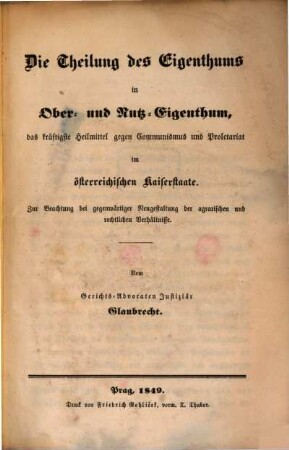 Die Theilung des Eigenthums
in
Ober- und Nutz-Eigenthum,
das kräftigste Heilmittel gegen Communismus und Proletariat
im
österreichischen Kaiserstaate.
Zur Beachtung bei gegenwärtiger Neugestaltung der agrarischen und
rechtlichen Verhältnisse.
Vom
Gerichts-Advocaten Justiziär
Glaubrecht.
Prag, 1849.
Druck von Friedrich Rohliček, vorm. T. Thabor.